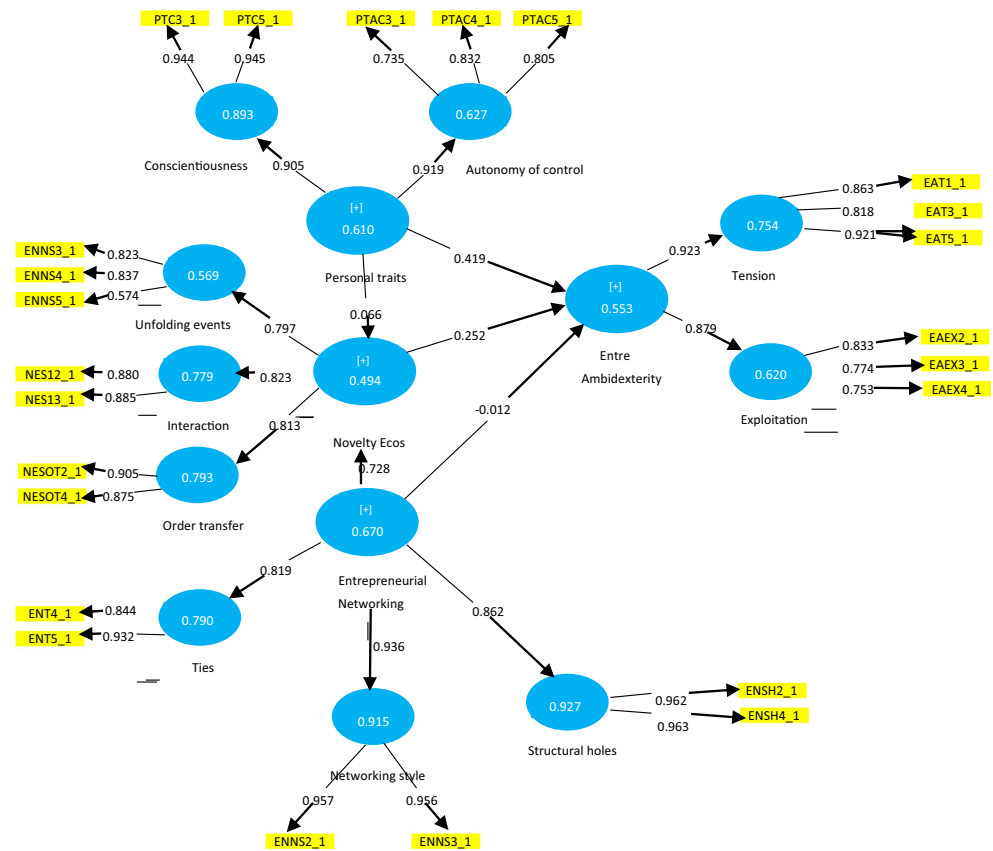 PTC3_1 PTC5_1 PTAC3_1 PTAC4_1 PTAC5_1
0.944 0.945 0.735 0.832 0.805
0.893 0.627
Conscientiousness 0.905 0.919 Autonomy of control
[+]
0.610
Personal traits
EAT1_1
0.863
EAT3_1
0.818
EAT5_1
0.921
0.754
Tension
0.923
0.419
ENNS3_1 0.823
ENNS4_1 0.837
ENNS5_1 0.574
0.569
Unfolding events
0.797
0.066
0.252
[+]
0.553
Entre
Ambidexterity
0.879
0.620
Exploitation
0.833 EAEX2_1
0.774 EAEX3_1
0.753 EAEX4_1
NES12_1 0.880
NES13_1 0.885
0.779
Interaction
0.823
[+]
0.494
Novelty Ecos
0.813
-0.012
0.728
NESOT2_1 0.905
NESOT4_1 0.875
0.793
Order transfer
[+]
0.670
Entrepreneurial
Networking
0.819
0.862
0.936
ENT4_1 0.844
ENT5_1 0.932
0.790
Ties
0.915
Networking style
0.957 0.956
ENNS2_1 ENNS3_1
0.927
Structural holes
0.962 ENSH2_1
0.963 ENSH4_1